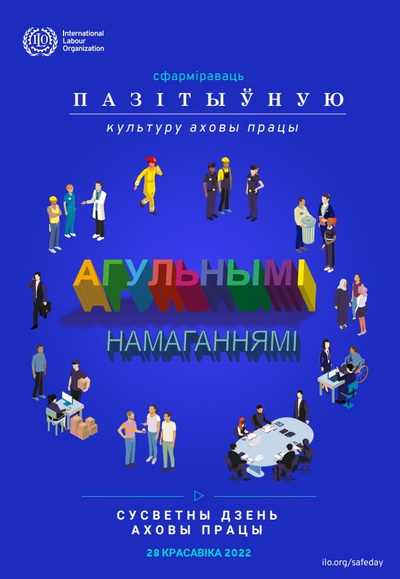 International
Labour
Organization
сфарміраваць
ПАЗІТЫЎНУЮ
культуру аховы працы
АГУЛЬНЫМІ
НАМАГАННЯМІ
СУСВЕТНЫ ДЗЕНЬ
АХОВЫ ПРАЦЫ
28 КРАСАВІКА 2022
ilo.org/safeday